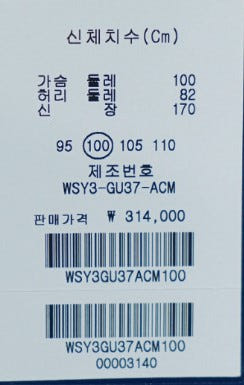 신체치수(Cm)
가슴 둘레 100
허리 둘레 82
신 장 170
95 100 105 110
제조번호
WSY3-GU37-ACM
판매가격 ₩ 314,000
WSY3GU37ACM100
WSY3GU37ACM100
00003140